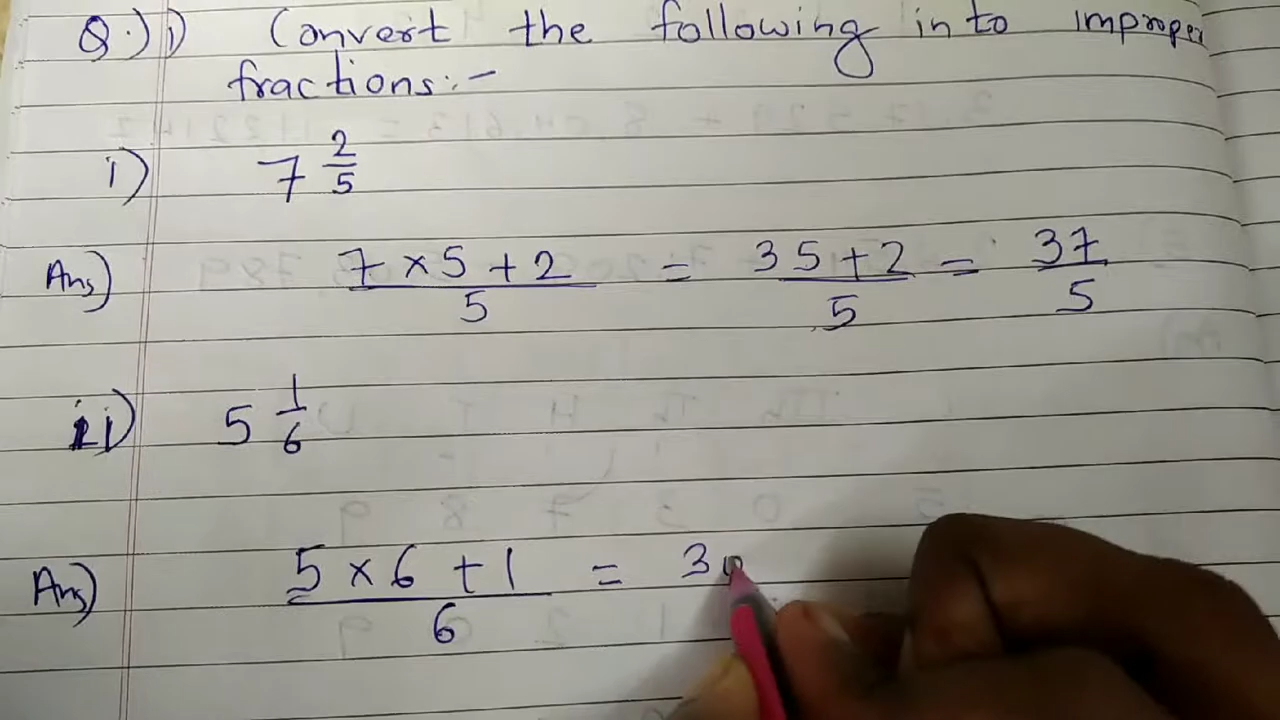 Q.) i) Convert the following in to improper
fractions:-
i) 7 2/5
Ans) 7 × 5 + 2 / 5 = 35 + 2 / 5 = 37 / 5
ii) 5 1/6
Ans) 5 × 6 + 1 / 6 = 30